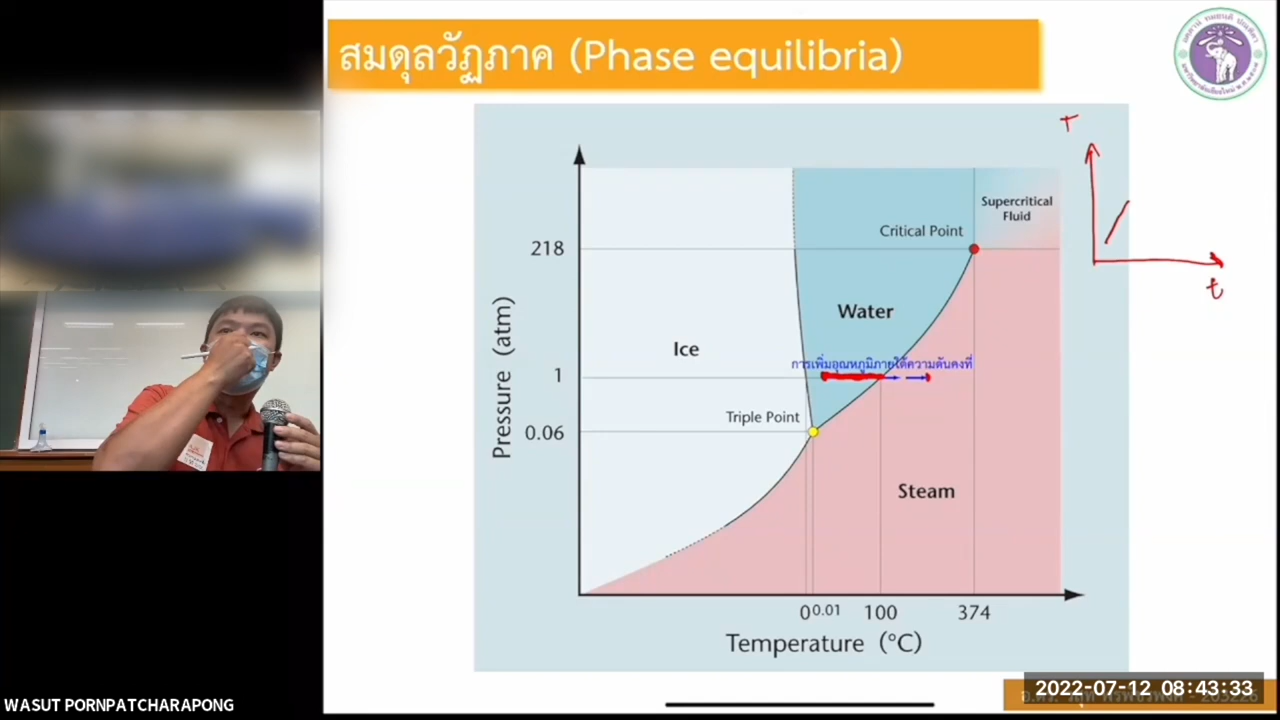 สมดุลวัฏภาค (Phase equilibria)
T
t
Supercritical
Fluid
Critical Point
218
Water
Ice
การเพิ่มอุณหภูมิภายใต้ความดันคงที่
1
Triple Point
0.06
Steam
Pressure (atm)
0
0.01
100
374
Temperature (°C)
WASUT PORNPATCHARAPONG
2022-07-12 08:43:33